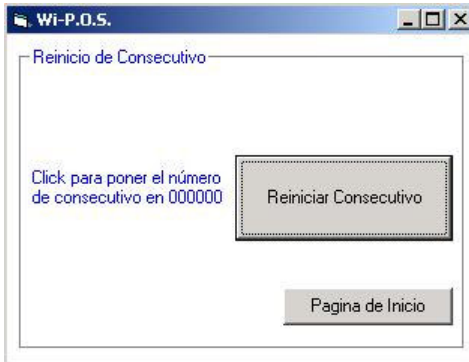 Wi-P.O.S.
Reinicio de Consecutivo
Click para poner el número
de consecutivo en 000000
Reiniciar Consecutivo
Pagina de Inicio